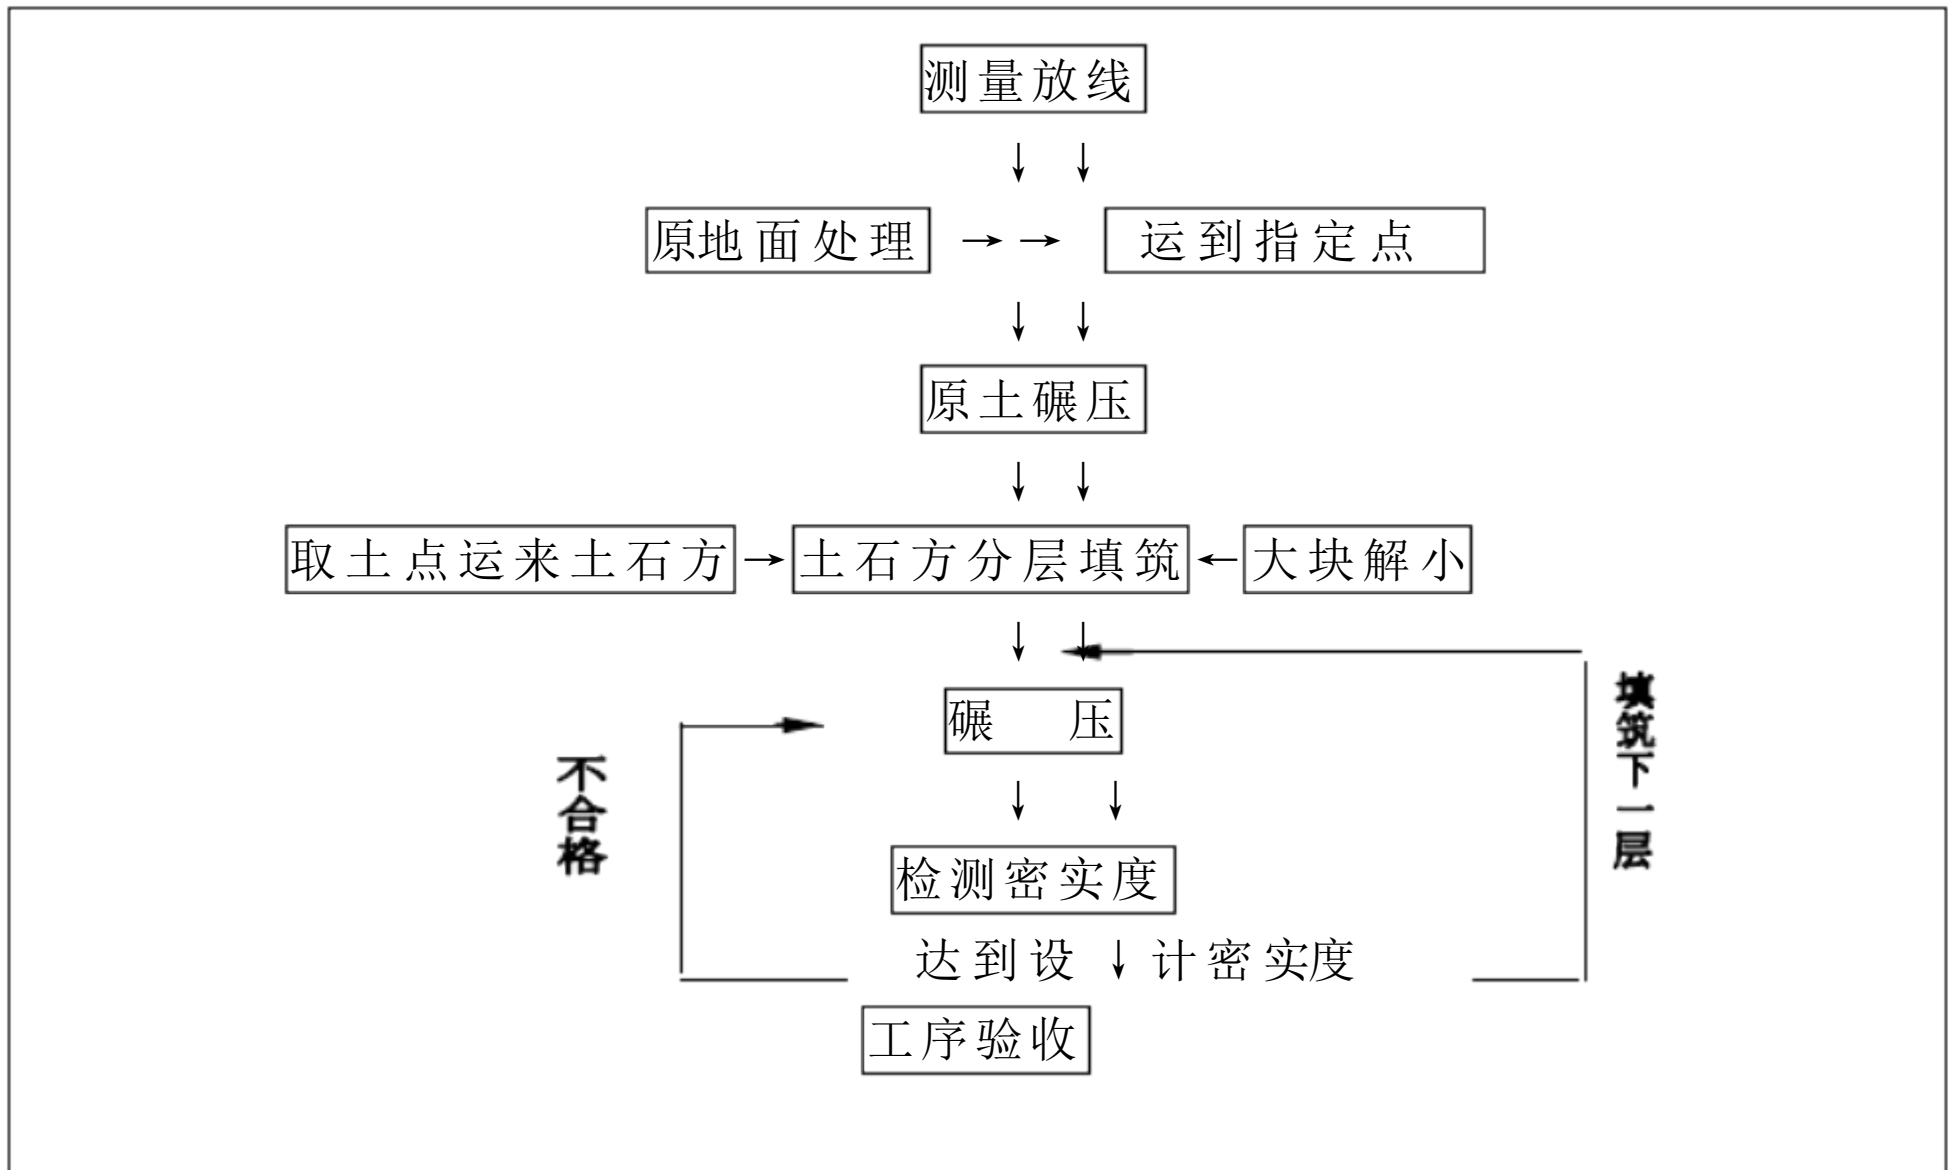 测量放线
↓ ↓
原地面处理 →→ 运到指定点
↓ ↓
原土碾压
↓ ↓
取土点运来土石方 → 土石方分层填筑 ← 大块解小
↓ ↓
填筑下一层
碾 压
不合格
↓ ↓
检测密实度
达到设 ↓ 计密实度
工序验收